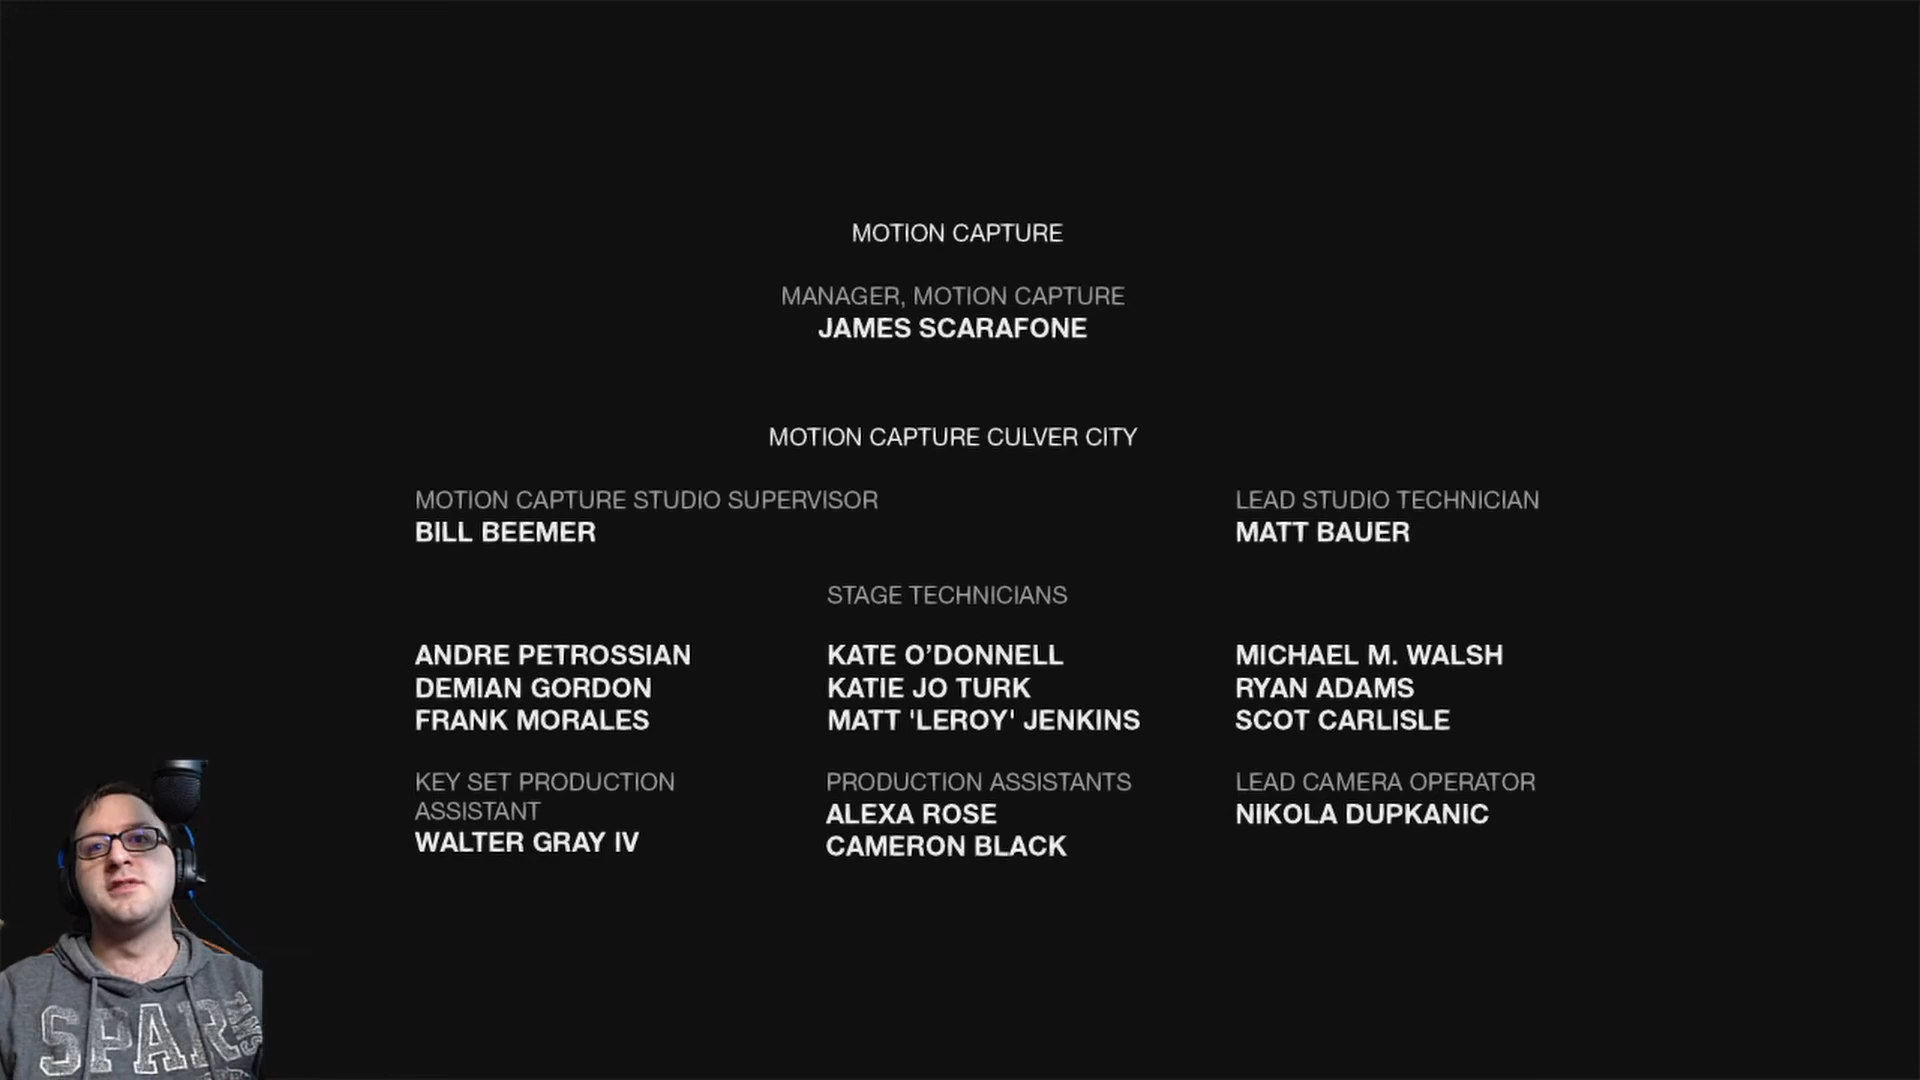 MOTION CAPTURE
MANAGER, MOTION CAPTURE
JAMES SCARAFONE
MOTION CAPTURE CULVER CITY
MOTION CAPTURE STUDIO SUPERVISOR
BILL BEEMER
LEAD STUDIO TECHNICIAN
MATT BAUER
STAGE TECHNICIANS
ANDRE PETROSSIAN
DEMIAN GORDON
FRANK MORALES
KATE O’DONNELL
KATIE JO TURK
MATT 'LEROY' JENKINS
MICHAEL M. WALSH
RYAN ADAMS
SCOT CARLISLE
KEY SET PRODUCTION
ASSISTANT
WALTER GRAY IV
PRODUCTION ASSISTANTS
ALEXA ROSE
CAMERON BLACK
LEAD CAMERA OPERATOR
NIKOLA DUPKANIC
SPAR